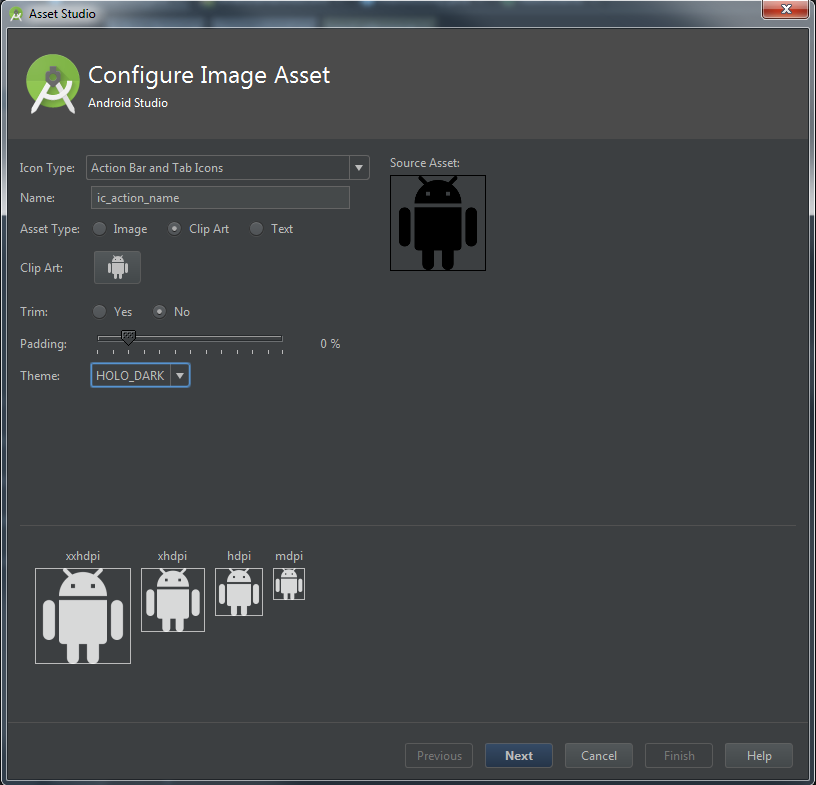 Asset Studio
Configure Image Asset
Android Studio
Icon Type: Action Bar and Tab Icons
Source Asset:
Name: ic_action_name
Asset Type: Image Clip Art Text
Clip Art:
Trim: Yes No
Padding: 0 %
Theme: HOLO_DARK
xxhdpi xhdpi hdpi mdpi
Previous Next Cancel Finish Help